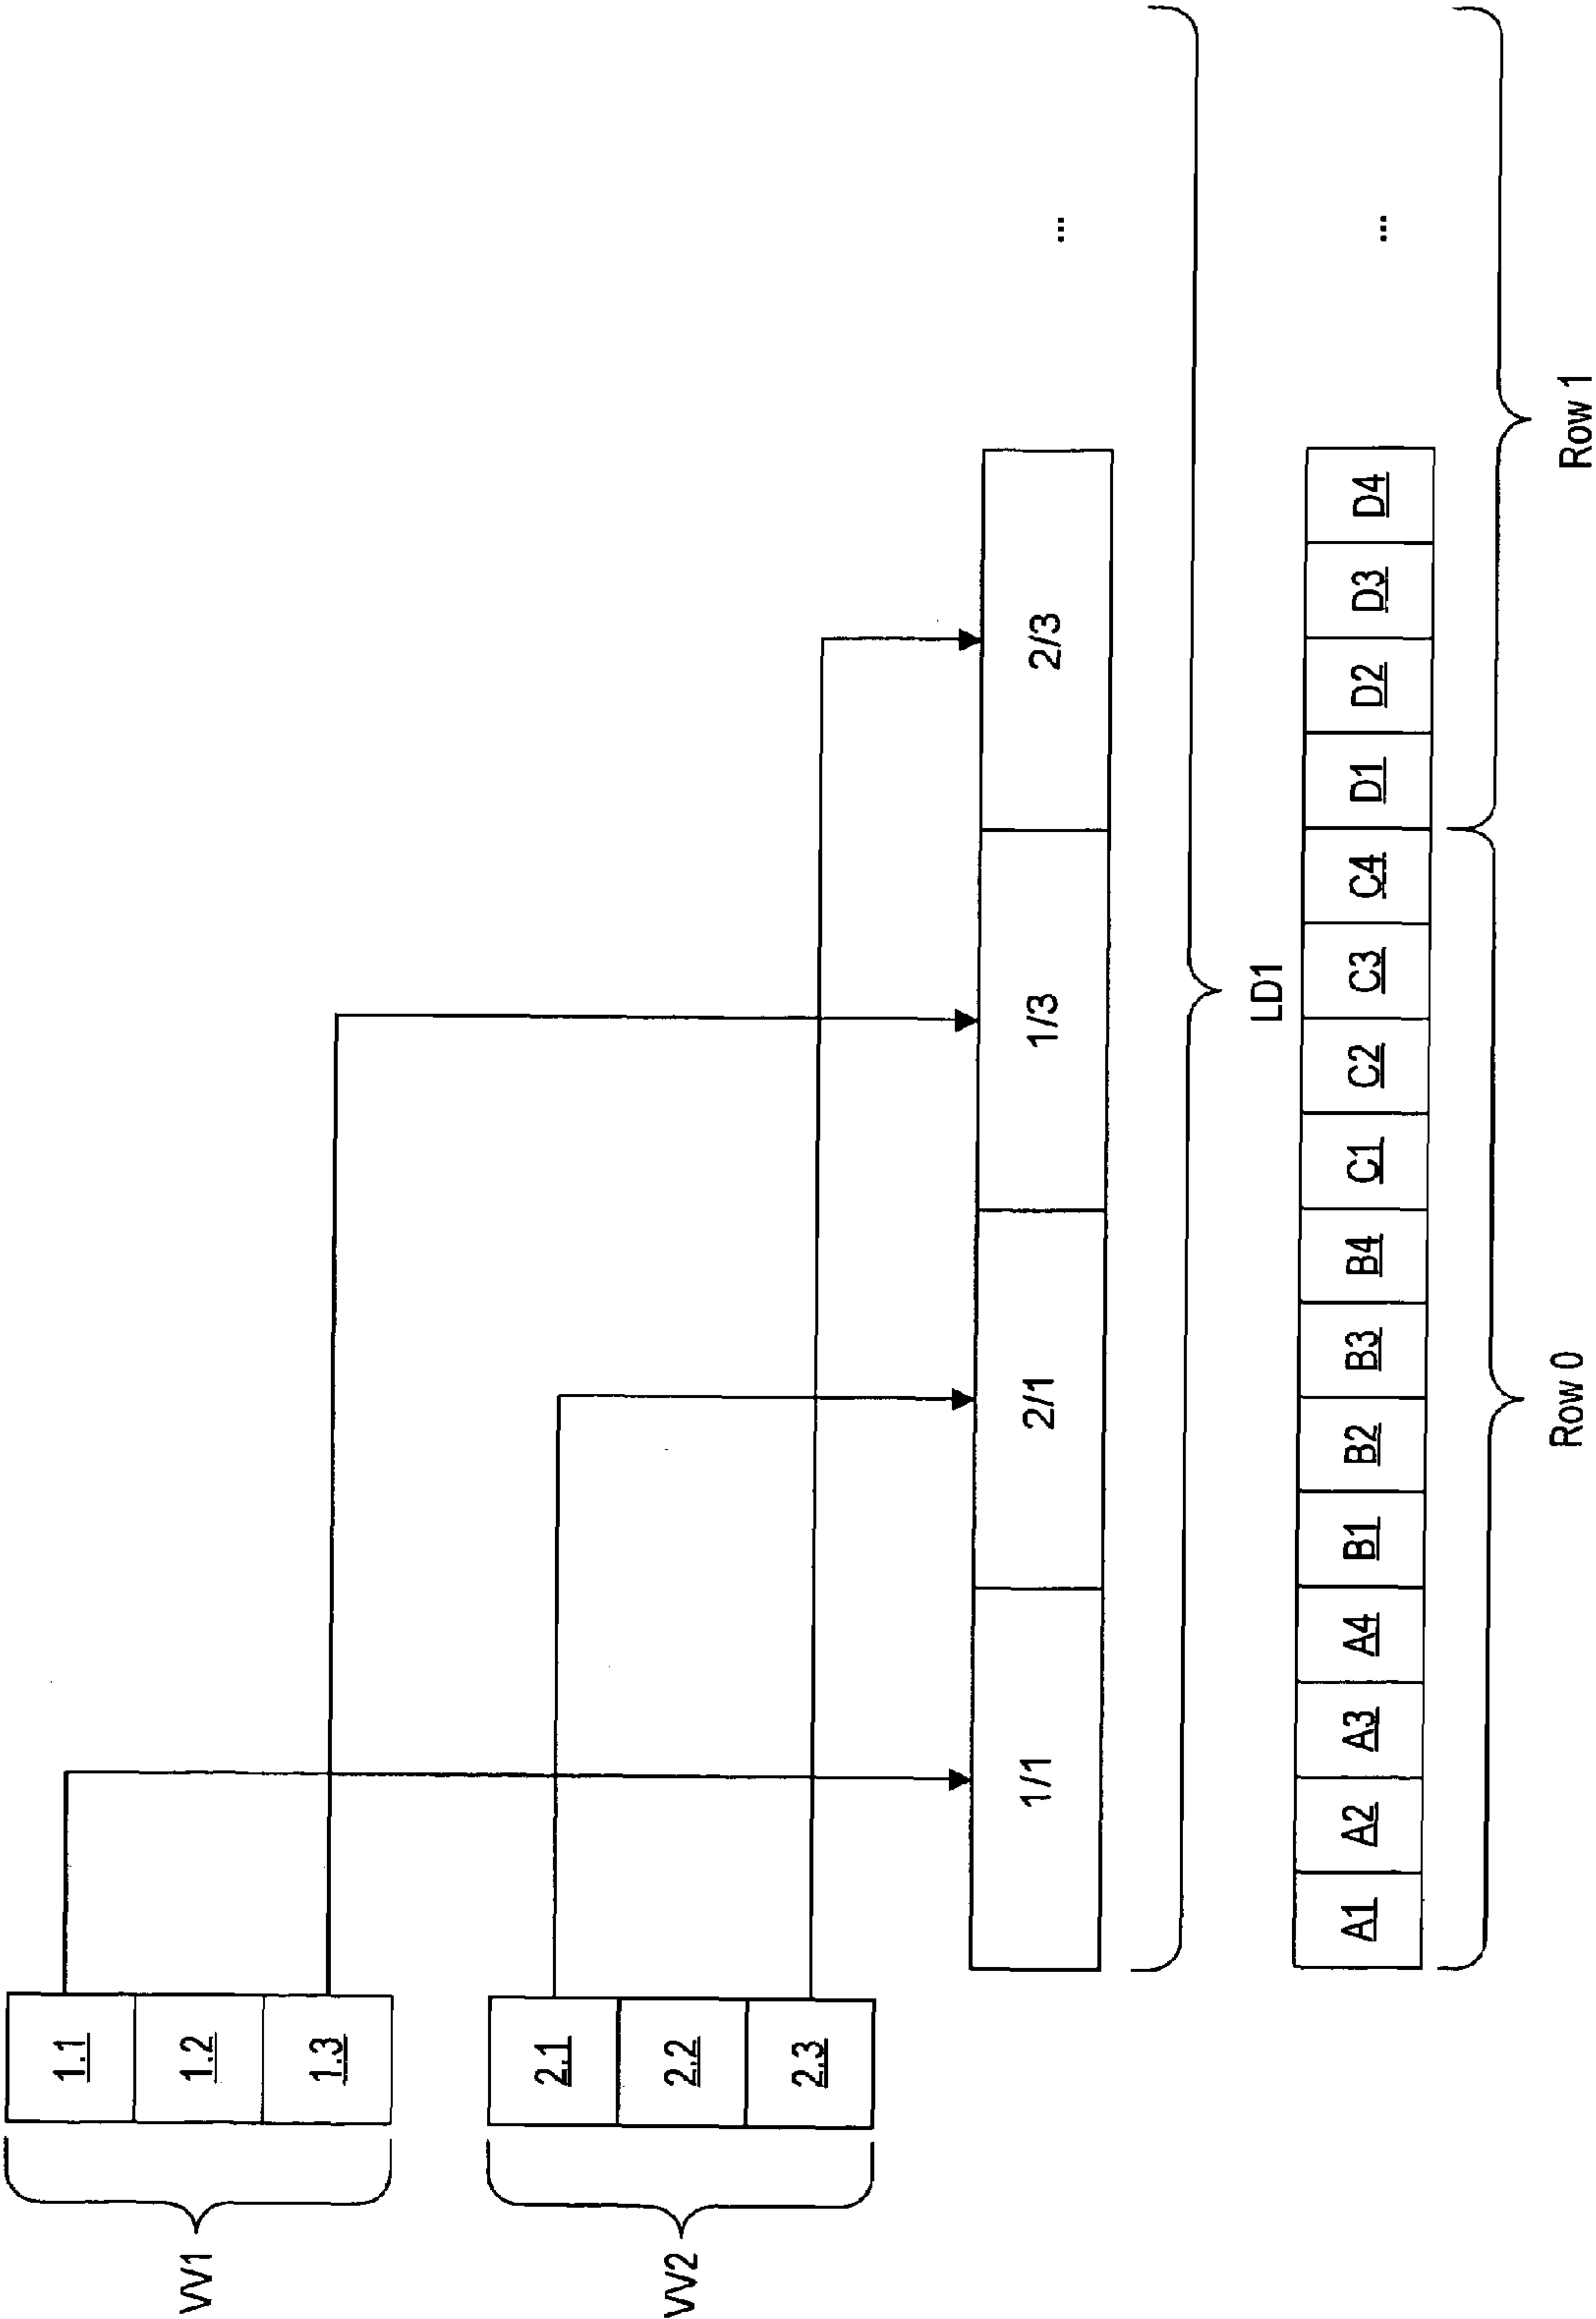 VV1
1.1
1.2
1.3
VV2
2.1
2.2
2.3
1/1 2/1 1/3 2/3 ...
LD1
A1 A2 A3 A4 B1 B2 B3 B4 C1 C2 C3 C4 D1 D2 D3 D4 ...
Row 0 Row 1